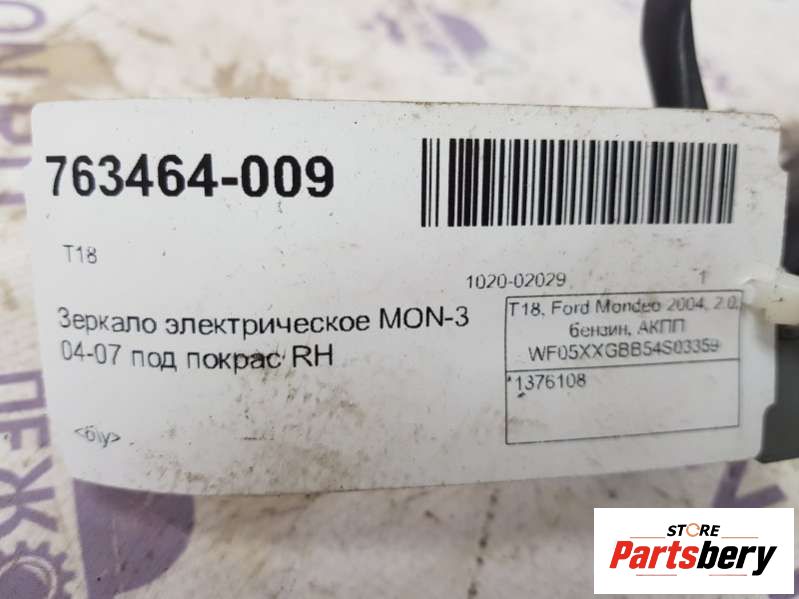 763464-009
T18
1020-02029 1
Зеркало электрическое MON-3
04-07 под покрас RH
<б\у>
T18, Ford Mondeo 2004, 2.0,
бензин, АКПП
WF05XXGBB54S03359
*1376108
STORE
Partsbery